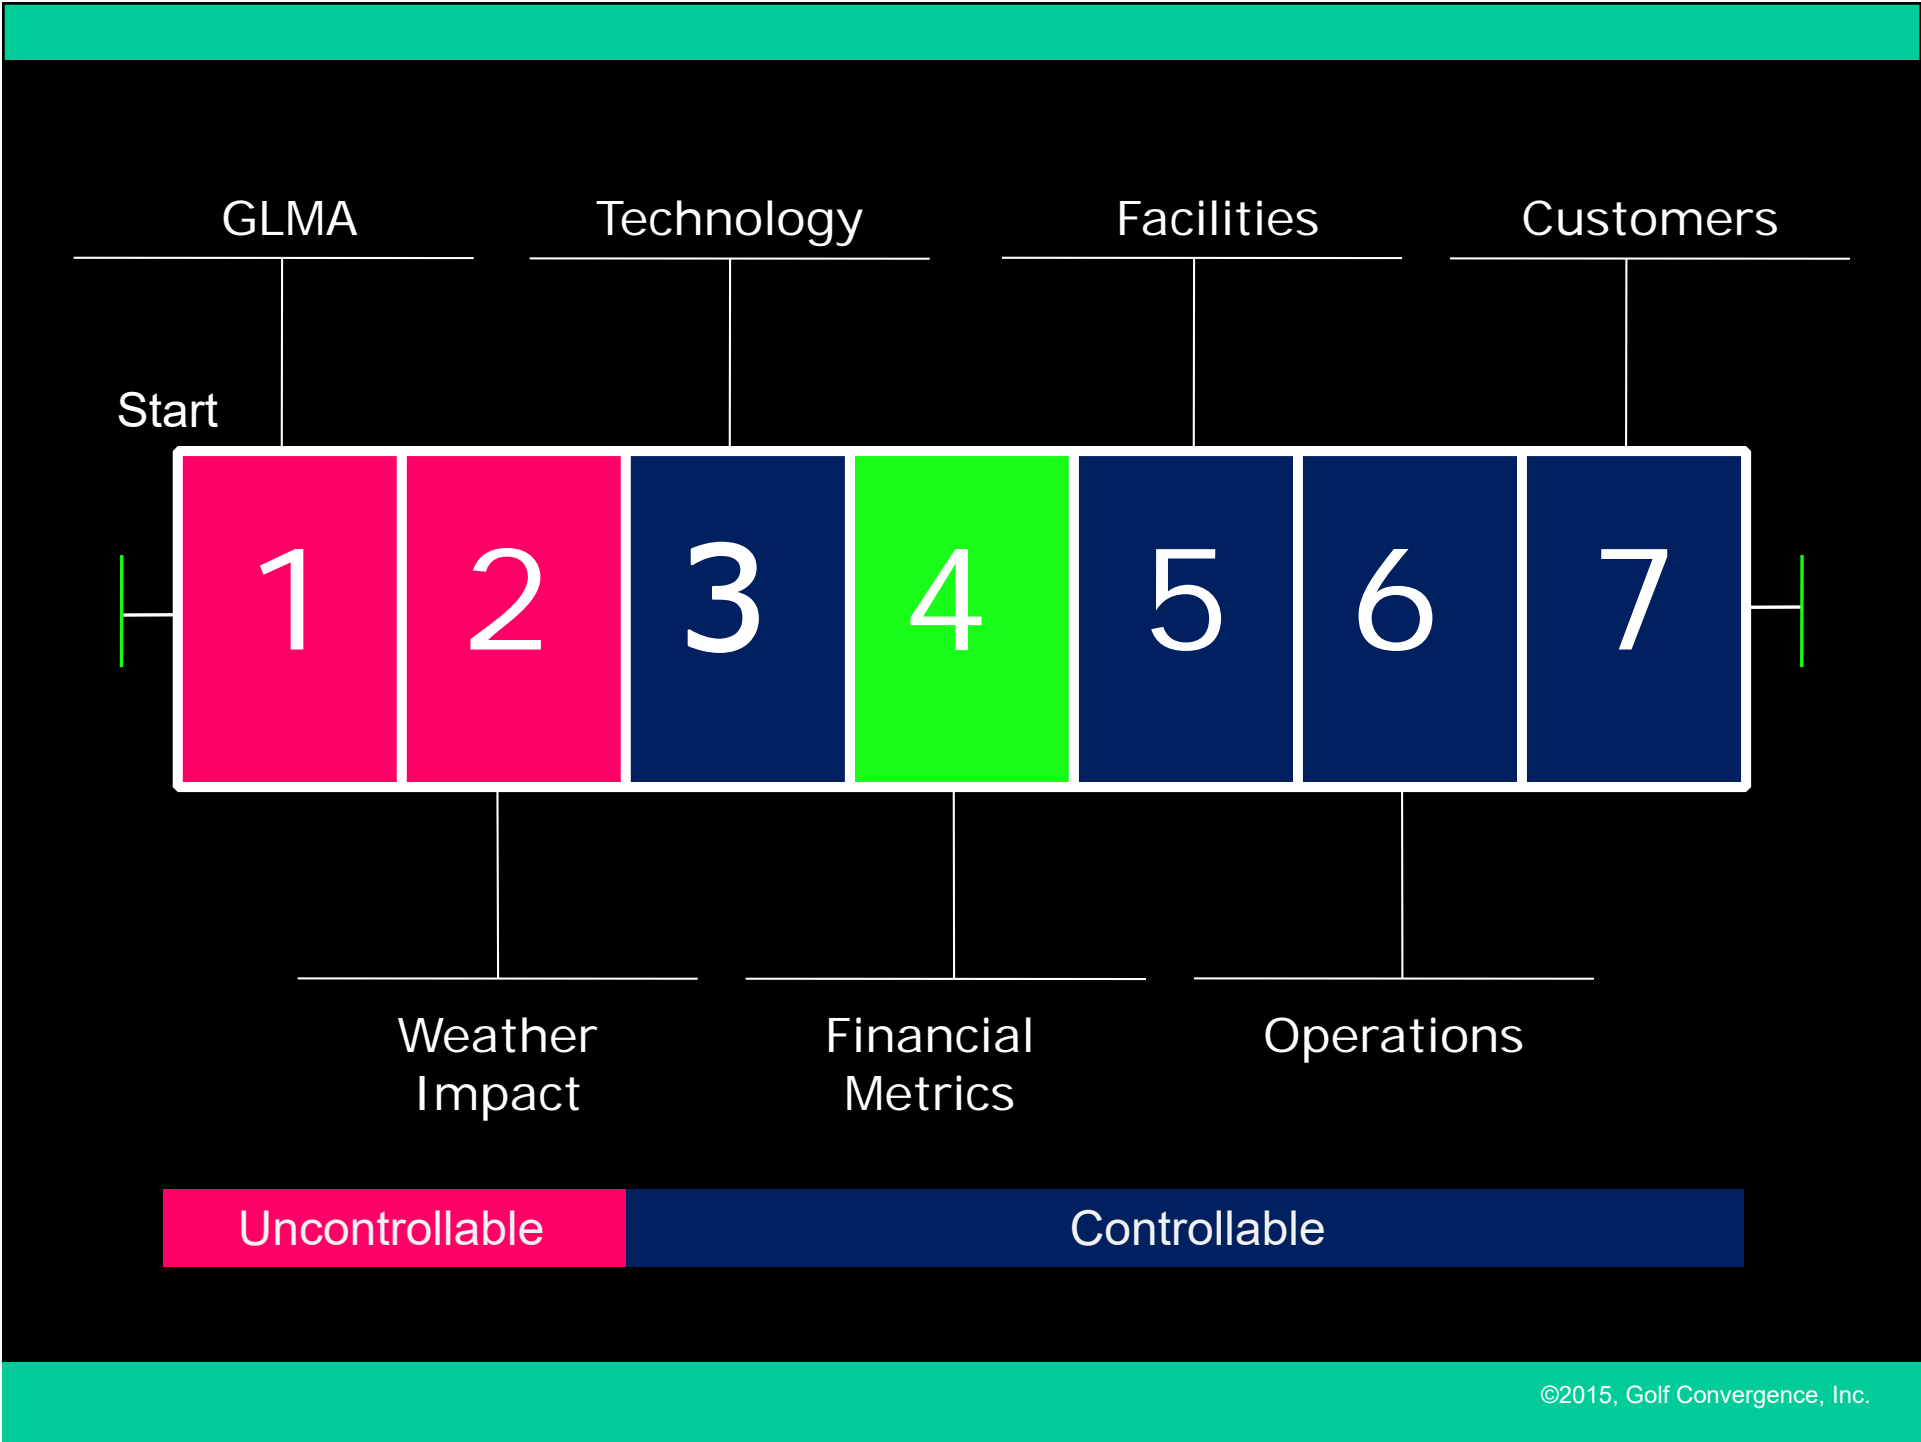 GLMA
Technology
Facilities
Customers
Start
1 2 3 4 5 6 7
Weather
Impact
Financial
Metrics
Operations
Uncontrollable
Controllable
©2015, Golf Convergence, Inc.